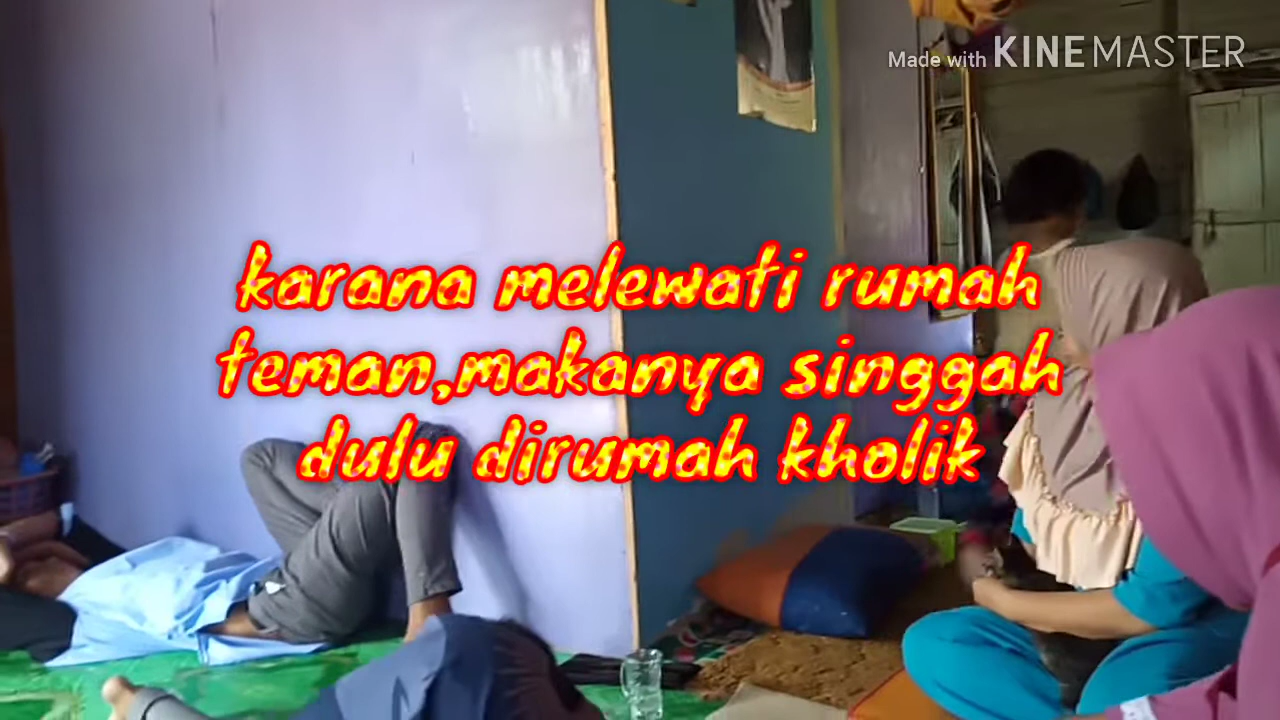 Made with KINEMASTER
karana melewati rumah
teman,makanya singgah
dulu dirumah kholik